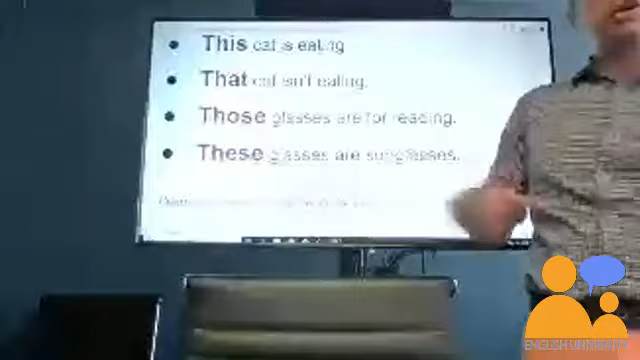 This cat is eating
That cat isn't eating.
Those glasses are for reading.
These glasses are sunglasses.
ENGLISH UNIVERSITY